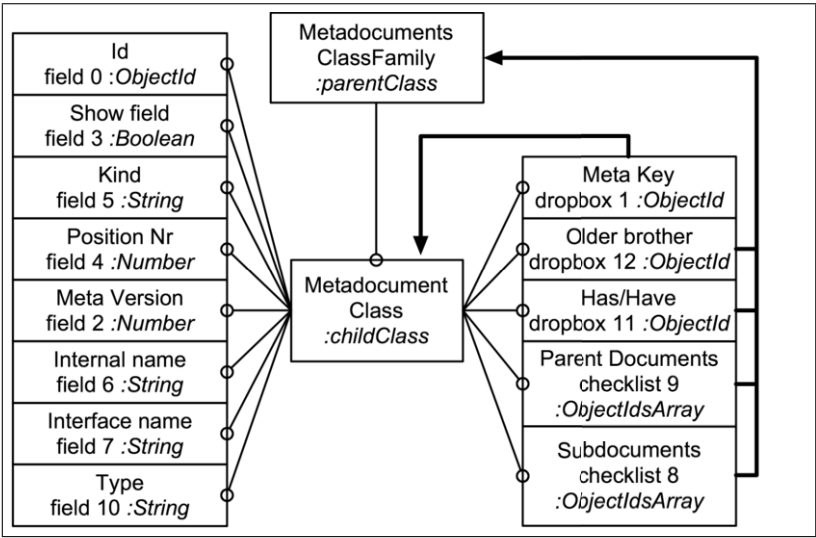 Id
field 0 :ObjectId
Show field
field 3 :Boolean
Kind
field 5 :String
Position Nr
field 4 :Number
Meta Version
field 2 :Number
Internal name
field 6 :String
Interface name
field 7 :String
Type
field 10 :String
Metadocuments
ClassFamily
:parentClass
Metadocument
Class
:childClass
Meta Key
dropbox 1 :ObjectId
Older brother
dropbox 12 :ObjectId
Has/Have
dropbox 11 :ObjectId
Parent Documents
checklist 9
:ObjectIdsArray
Subdocuments
checklist 8
:ObjectIdsArray